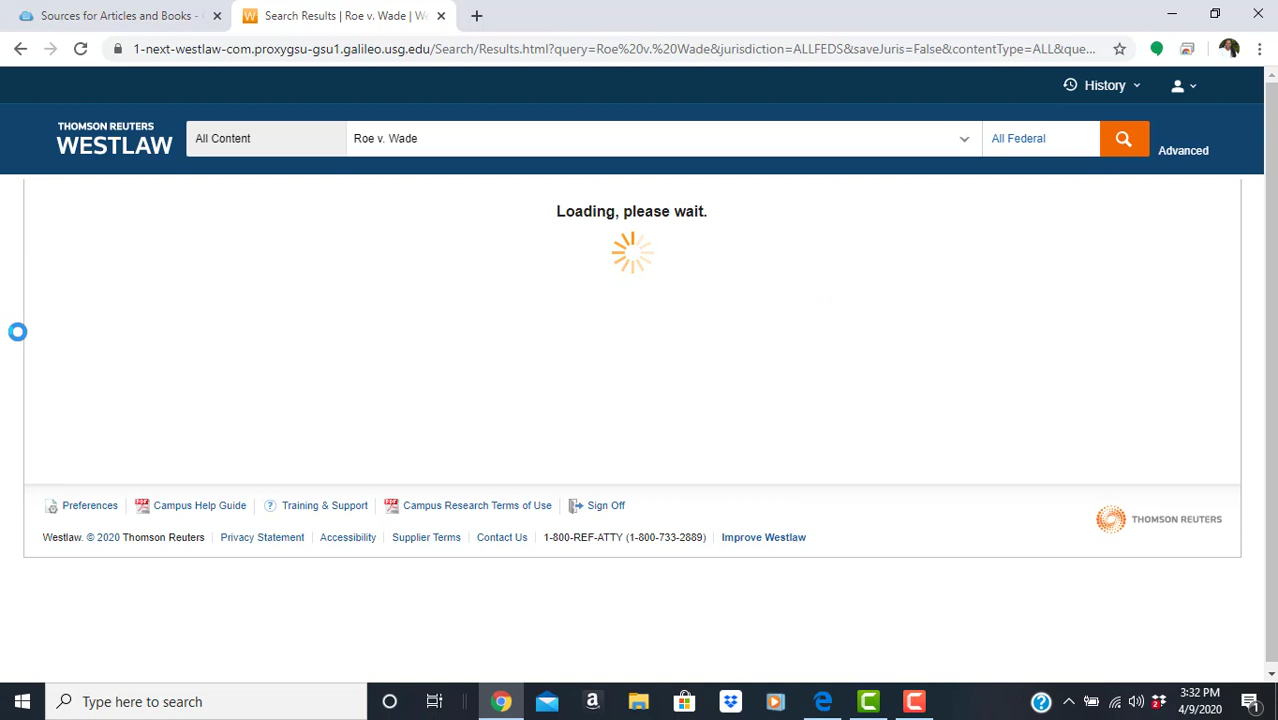 Sources for Articles and Books -
Search Results | Roe v. Wade | We
1-next-westlaw-com.proxygsu-gsu1.galileo.usg.edu/Search/Results.html?query=Roe%20v.%20Wade&jurisdiction=ALLFEDS&saveJuris=False&contentType=ALL&que...
History
THOMSON REUTERS
WESTLAW
All Content
Roe v. Wade
All Federal
Advanced
Loading, please wait.
Preferences
Campus Help Guide
Training & Support
Campus Research Terms of Use
Sign Off
THOMSON REUTERS
Westlaw. © 2020 Thomson Reuters
Privacy Statement
Accessibility
Supplier Terms
Contact Us
1-800-REF-ATTY (1-800-733-2889)
Improve Westlaw
Type here to search
3:32 PM
4/9/2020